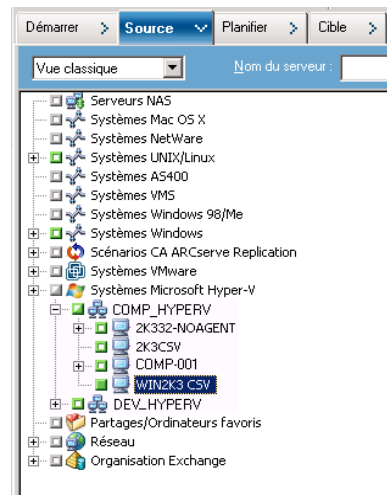 Démarrer > Source Planifier > Cible >
Vue classique Nom du serveur :
Serveurs NAS
Systèmes Mac OS X
Systèmes NetWare
Systèmes UNIX/Linux
Systèmes AS400
Systèmes VMS
Systèmes Windows 98/Me
Systèmes Windows
Scénarios CA ARCserve Replication
Systèmes VMware
Systèmes Microsoft Hyper-V
COMP_HYPERV
2K332-NOAGENT
2K3CSV
COMP-001
WIN2K3 CSV
DEV_HYPERV
Partages/Ordinateurs favoris
Réseau
Organisation Exchange